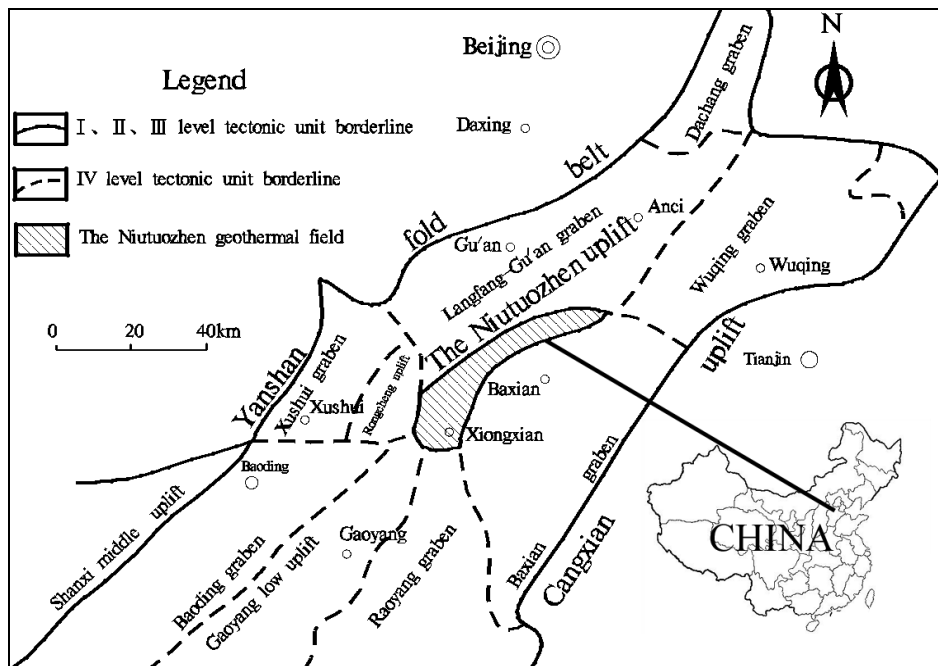 N
Beijing
Legend
Dachang graben
I、II、III level tectonic unit borderline
Daxing
belt
IV level tectonic unit borderline
fold
Anci
The Niutuozhen geothermal field
Gu'an
Langfang-Gu'an graben
Wuqing graben
Wuqing
The Niutuozhen uplift
0 20 40km
uplift
Tianjin
Yanshan
Xushui graben
Xushui
Rongcheng uplift
Baxian
Xiongxian
Baoding
Shanxi middle uplift
Baoding graben
Gaoyang low uplift
Gaoyang
Raoyang graben
Baxian graben
Cangxian
CHINA